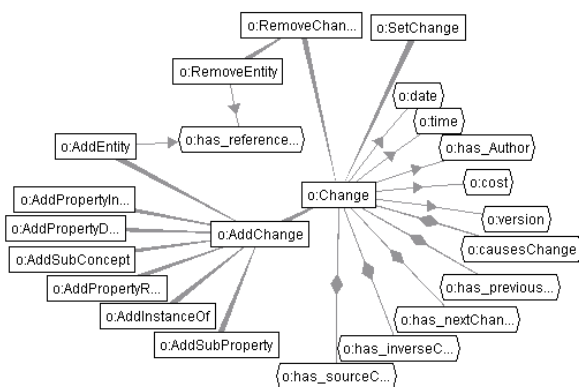 o:RemoveChan...
o:SetChange
o:RemoveEntity
o:date
o:time
o:has_reference...
o:AddEntity
o:has_Author
o:cost
o:Change
o:AddPropertyIn...
o:version
o:AddPropertyD...
o:AddChange
o:causesChange
o:AddSubConcept
o:has_previous...
o:AddPropertyR...
o:AddInstanceOf
o:has_nextChan...
o:AddSubProperty
o:has_inverseC...
o:has_sourceC...